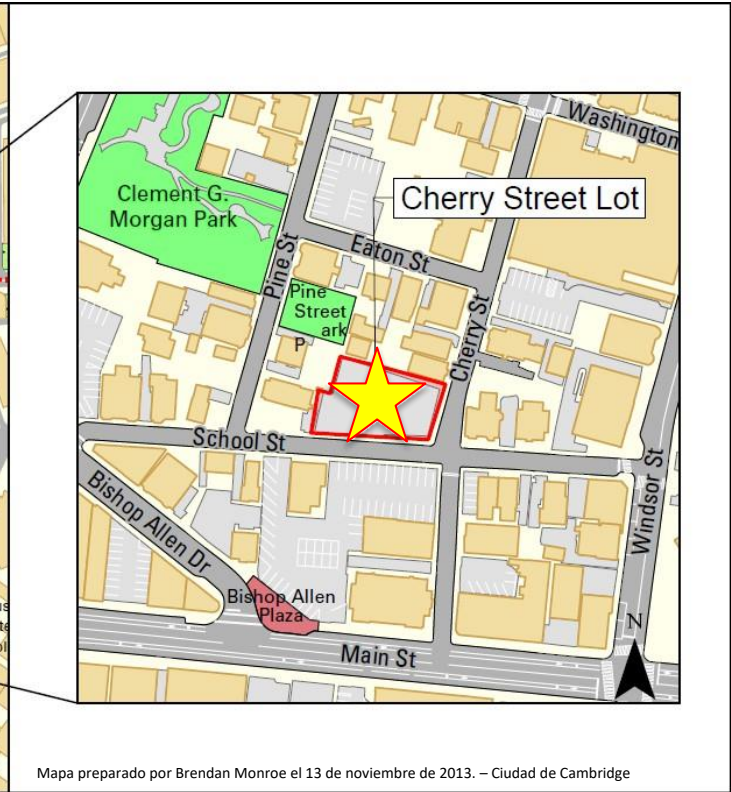 Washington
Cherry Street Lot
Clement G.
Morgan Park
Eaton St
Pine St
Pine
Street
ark
P
Cherry St
School St
Windsor St
Bishop Allen Dr
Bishop Allen
Plaza
N
Main St
Mapa preparado por Brendan Monroe el 13 de noviembre de 2013. – Ciudad de Cambridge